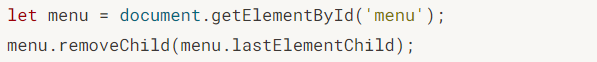 let menu = document.getElementById('menu');
menu.removeChild(menu.lastElementChild);